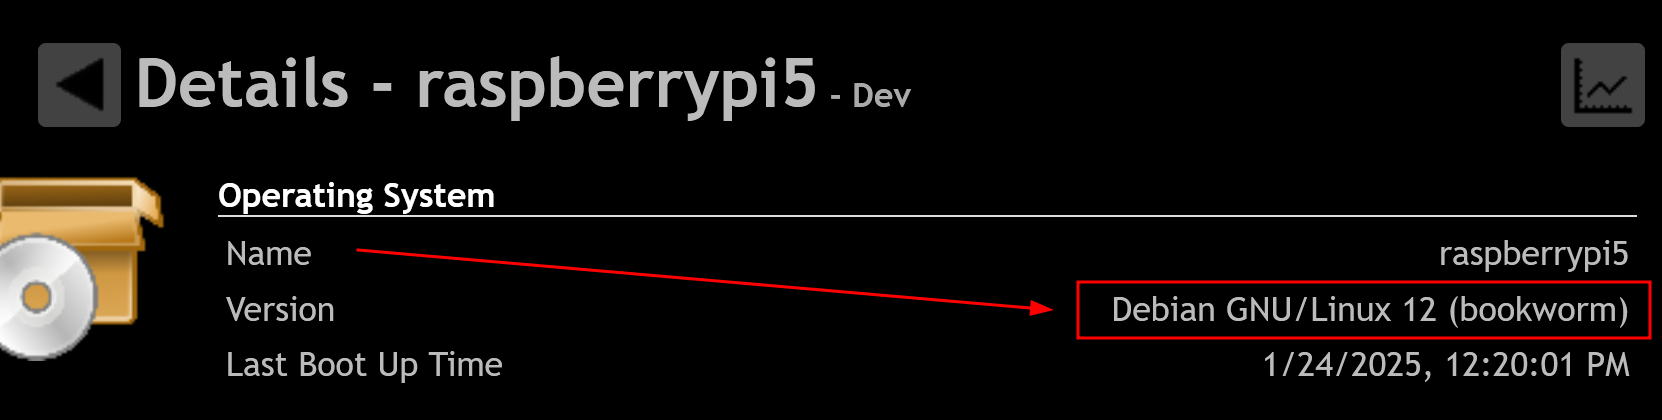 Details - raspberrypi5 - Dev
Operating System
Name raspberrypi5
Version Debian GNU/Linux 12 (bookworm)
Last Boot Up Time 1/24/2025, 12:20:01 PM